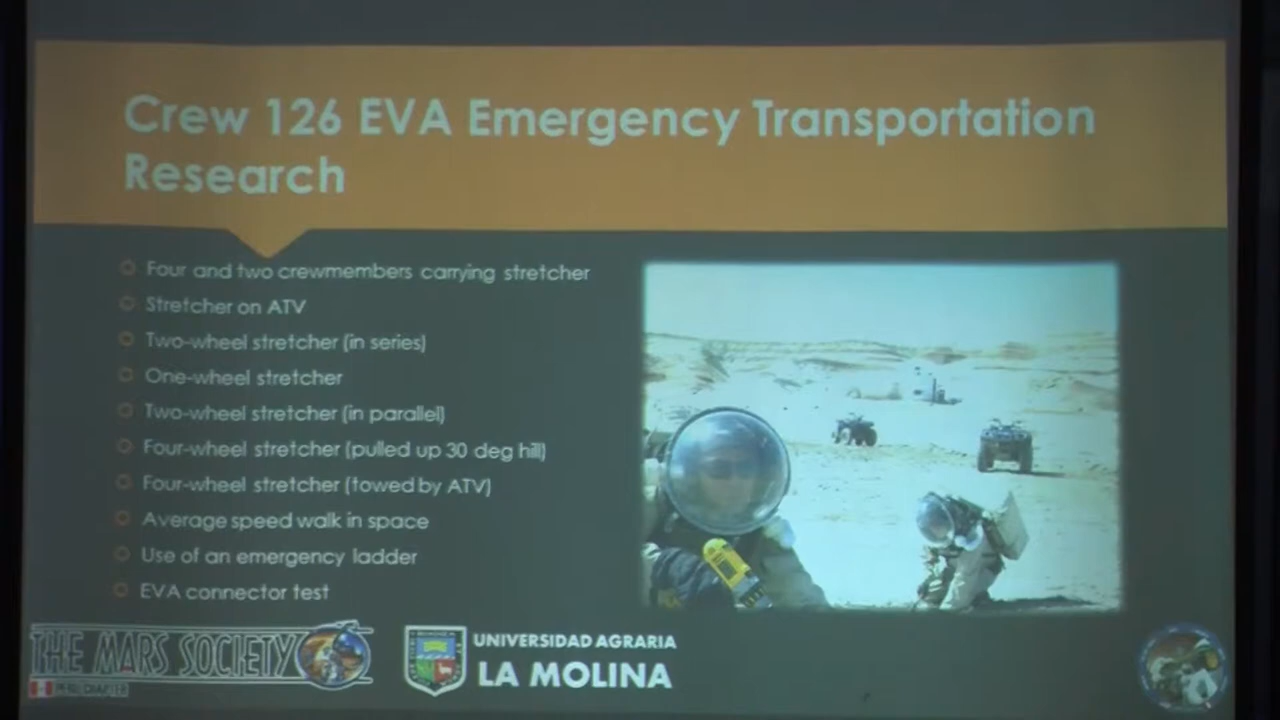 Crew 126 EVA Emergency Transportation
Research
Four and two crewmembers carrying stretcher
Stretcher on ATV
Two-wheel stretcher (in series)
One-wheel stretcher
Two-wheel stretcher (in parallel)
Four-wheel stretcher (pulled up 30 deg hill)
Four-wheel stretcher (towed by ATV)
Average speed walk in space
Use of an emergency ladder
EVA connector test
THE MARS SOCIETY
PERU CHAPTER
UNIVERSIDAD AGRARIA
LA MOLINA